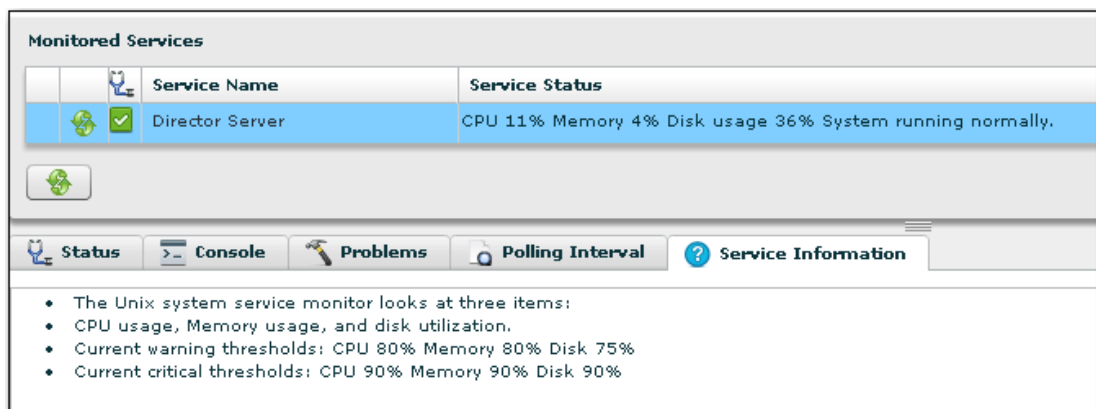 Monitored Services
Service Name Service Status
Director Server CPU 11% Memory 4% Disk usage 36% System running normally.
Status Console Problems Polling Interval Service Information
• The Unix system service monitor looks at three items:
• CPU usage, Memory usage, and disk utilization.
• Current warning thresholds: CPU 80% Memory 80% Disk 75%
• Current critical thresholds: CPU 90% Memory 90% Disk 90%